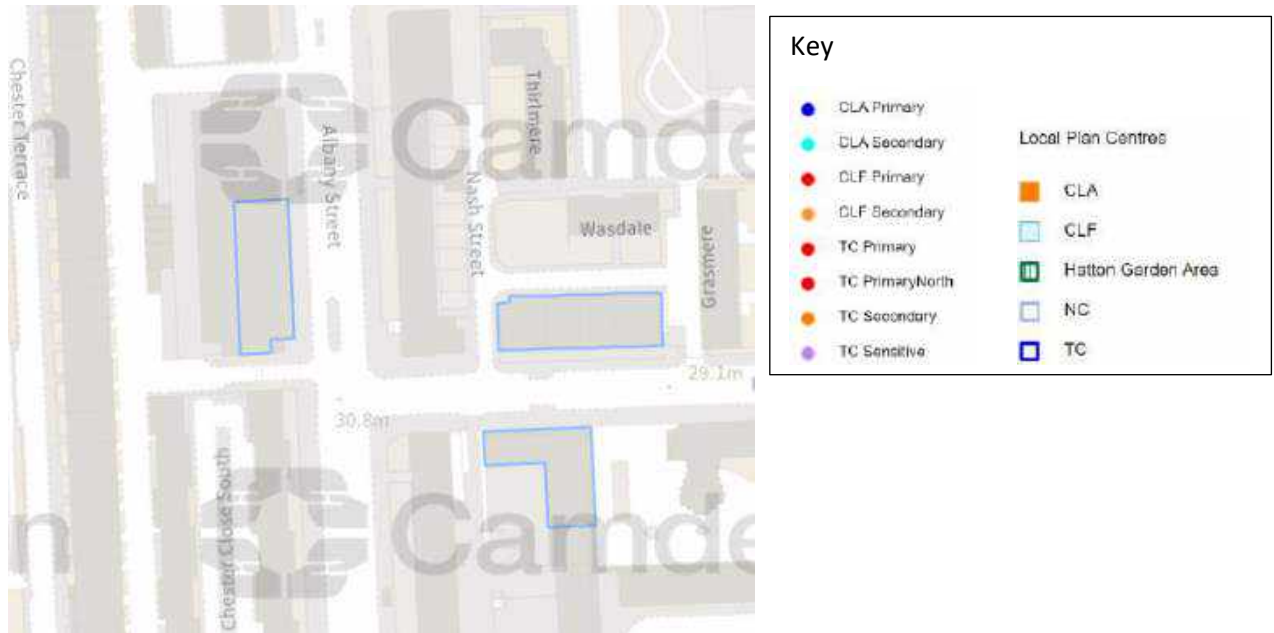 Chester Terrace
n
Camde
Albany Street
Thirlmere
Nash Street
Wasdale
Grasmere
29.1m
30.8m
Chester Close South
n
Camde
Key
CLA Primary
CLA Secondary
CLF Primary
CLF Secondary
TC Primary
TC PrimaryNorth
TC Secondary
TC Sensitive
Local Plan Centres
CLA
CLF
Hatton Garden Area
NC
TC